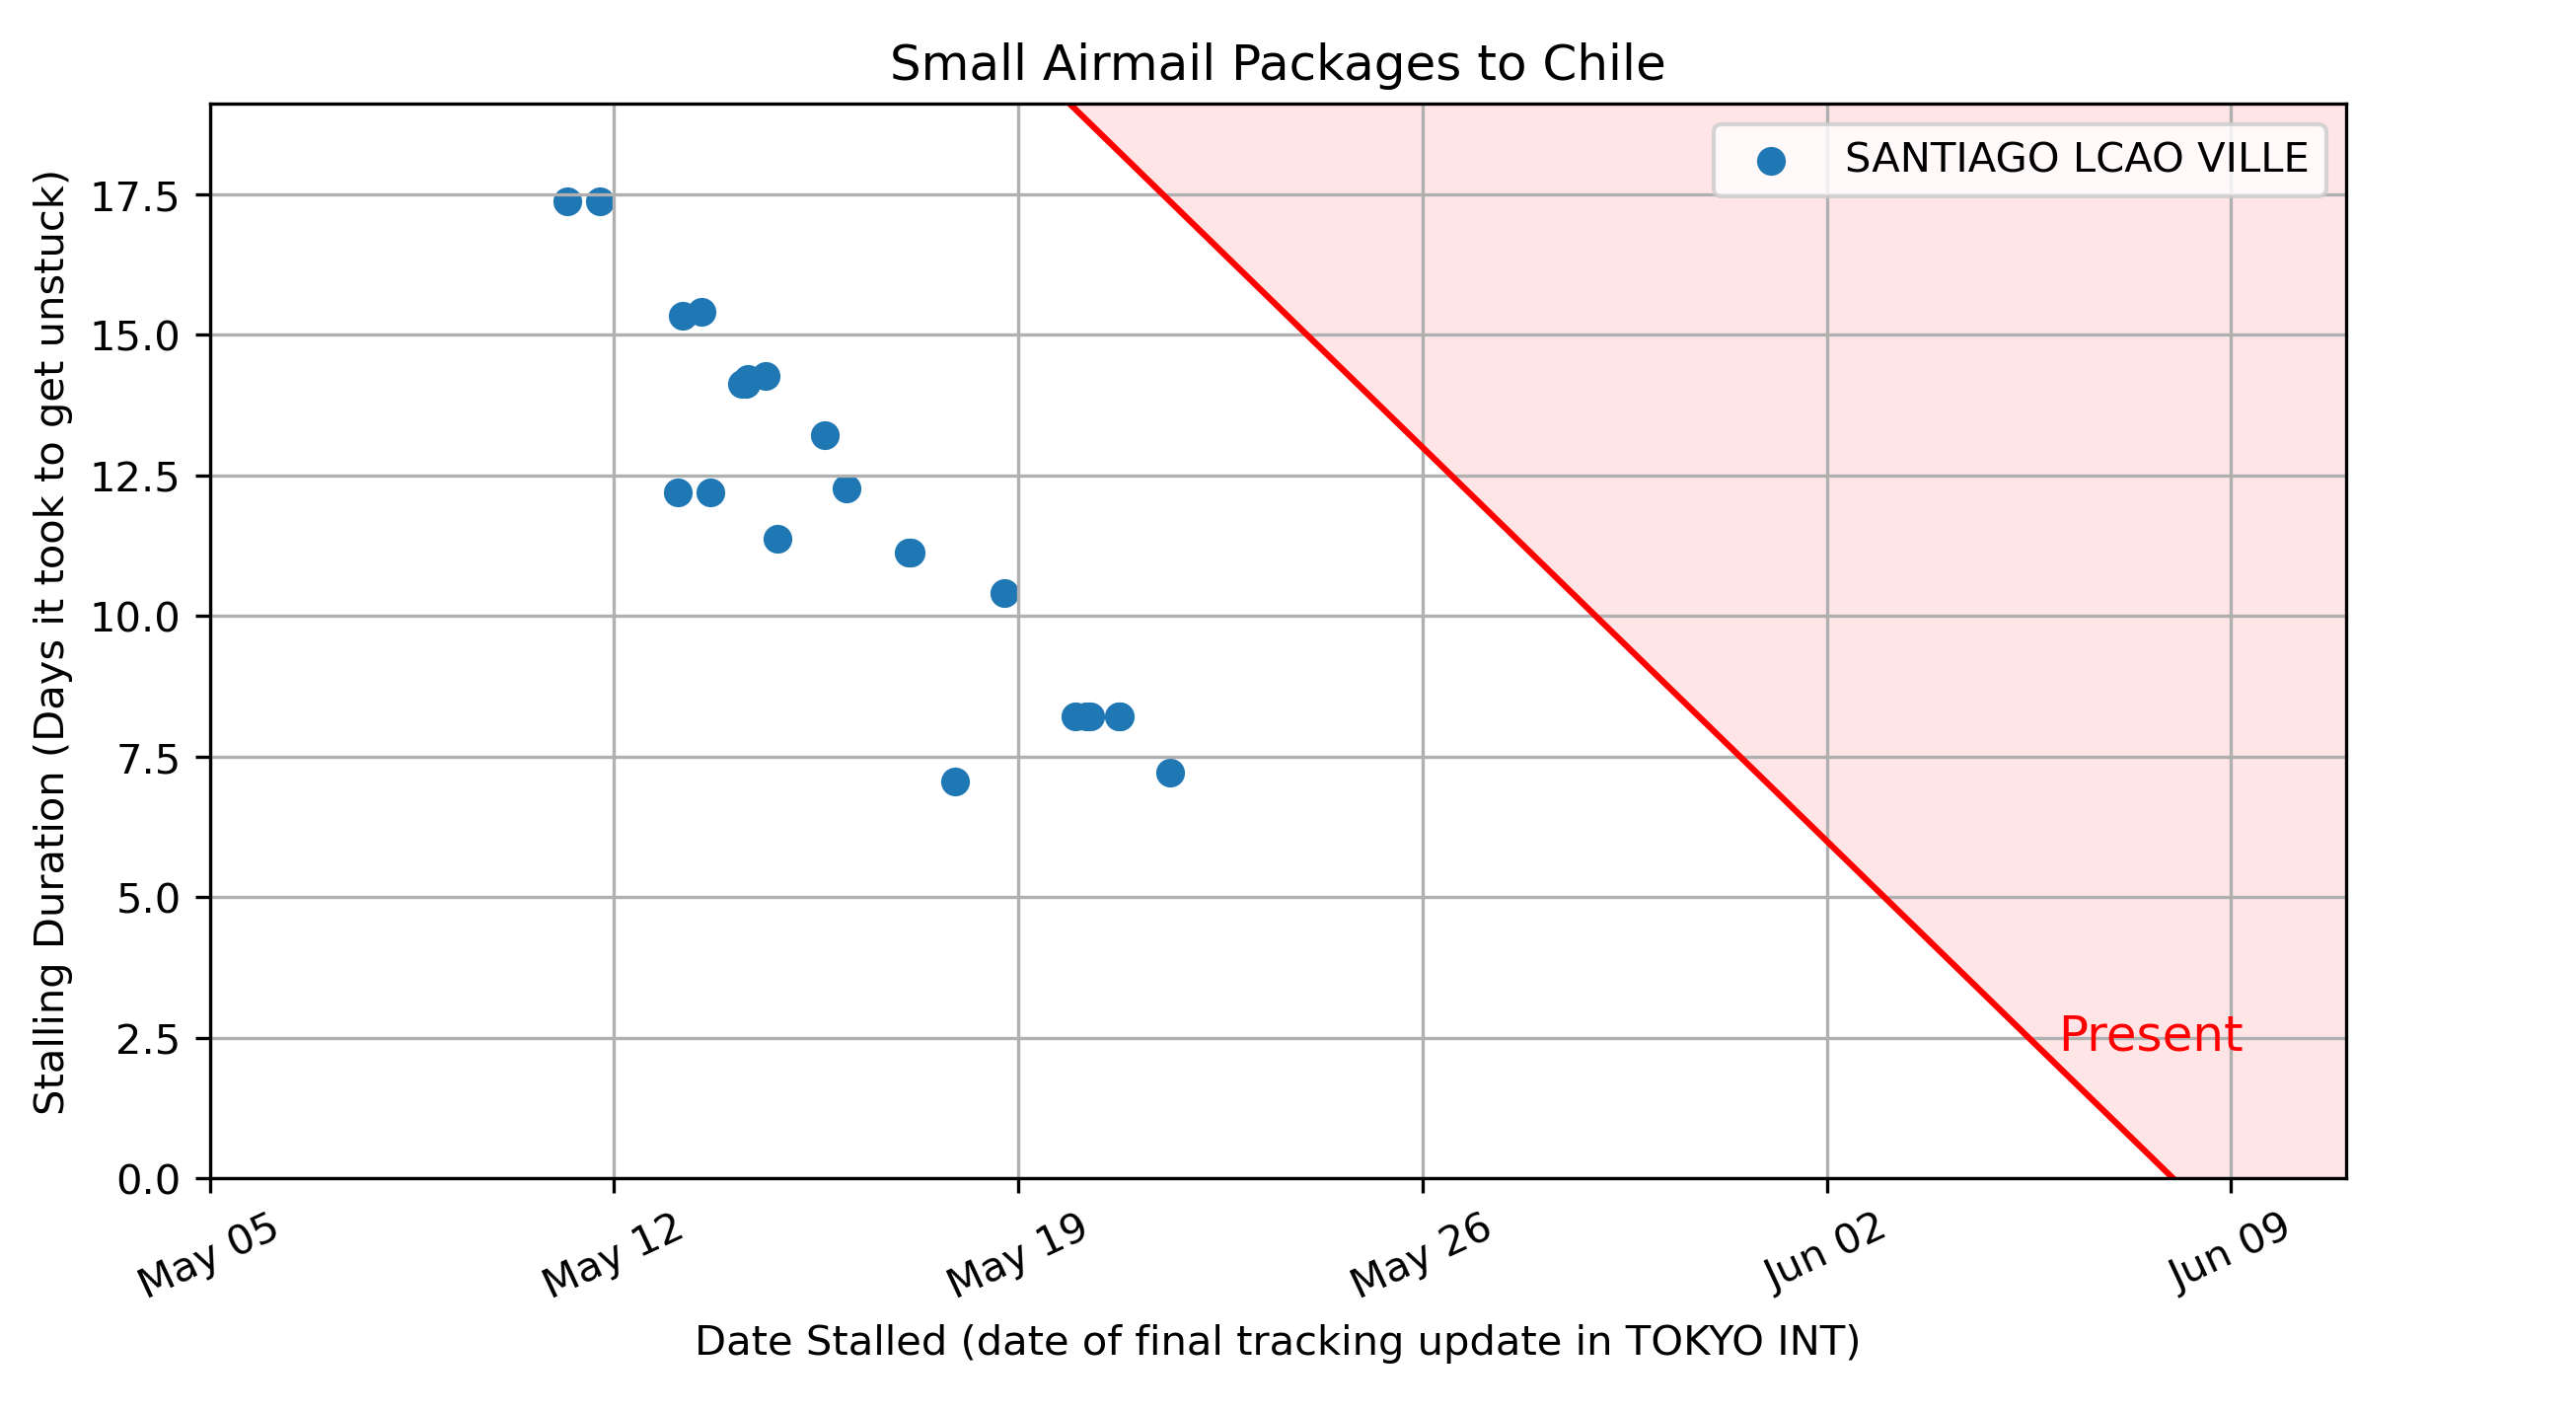 Small Airmail Packages to Chile
SANTIAGO LCAO VILLE
Stalling Duration (Days it took to get unstuck)
17.5
15.0
12.5
10.0
7.5
5.0
2.5
0.0
Present
May 05
May 12
May 19
May 26
Jun 02
Jun 09
Date Stalled (date of final tracking update in TOKYO INT)